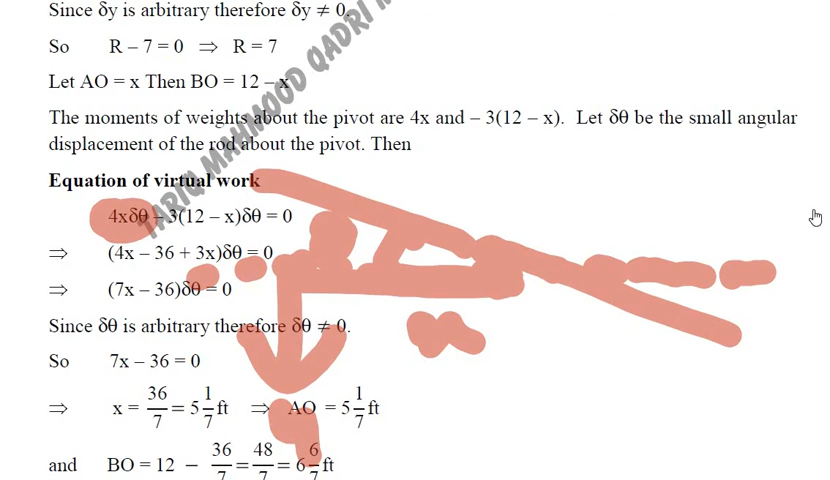 Since δy is arbitrary therefore δy ≠ 0.
So R – 7 = 0 ⇒ R = 7
Let AO = x Then BO = 12 – x
The moments of weights about the pivot are 4x and – 3(12 – x). Let δθ be the small angular
displacement of the rod about the pivot. Then
Equation of virtual work
4xδθ – 3(12 – x)δθ = 0
⇒ (4x – 36 + 3x)δθ = 0
⇒ (7x – 36)δθ = 0
Since δθ is arbitrary therefore δθ ≠ 0.
So 7x – 36 = 0
⇒ x = 36/7 = 5 1/7 ft ⇒ AO = 5 1/7 ft
and BO = 12 – 36/7 = 48/7 = 6 6/7 ft
TARIQ MAHMOOD QADRI